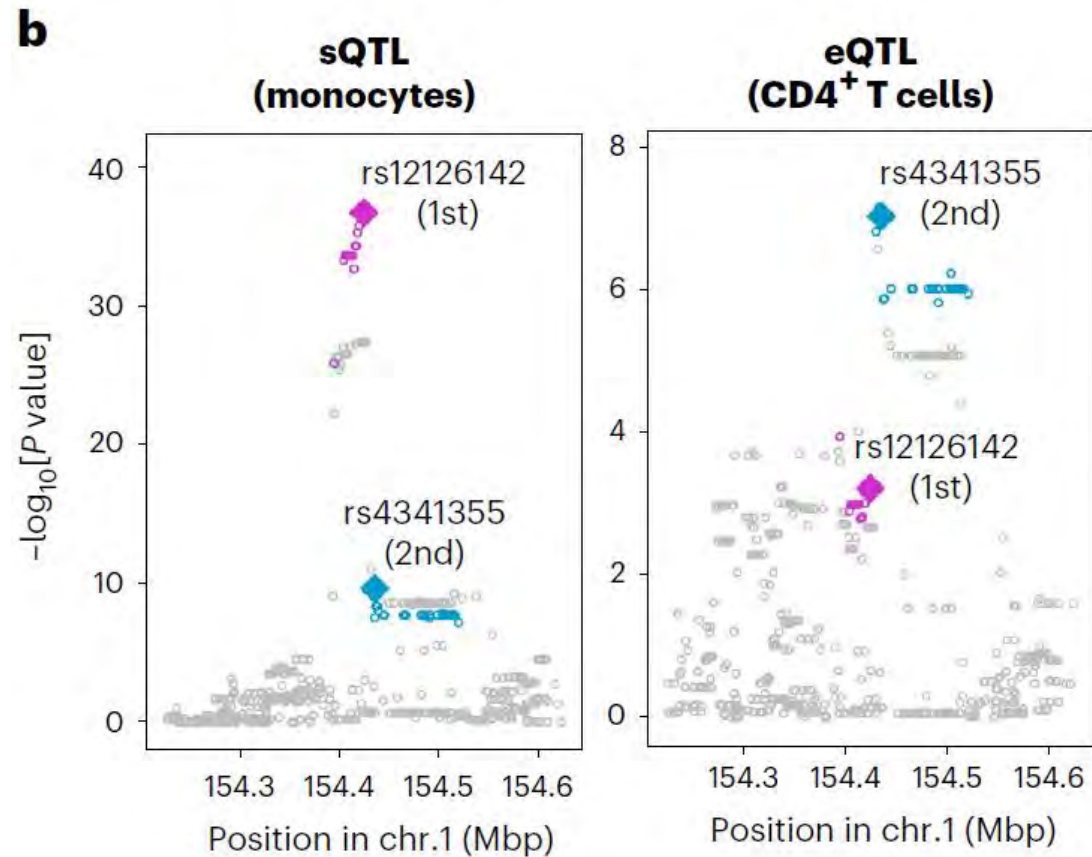 b
sQTL
(monocytes)
40
30
20
10
0
–log10[P value]
rs12126142
(1st)
rs4341355
(2nd)
154.3 154.4 154.5 154.6
Position in chr.1 (Mbp)
eQTL
(CD4+ T cells)
8
6
4
2
0
rs4341355
(2nd)
rs12126142
(1st)
154.3 154.4 154.5 154.6
Position in chr.1 (Mbp)